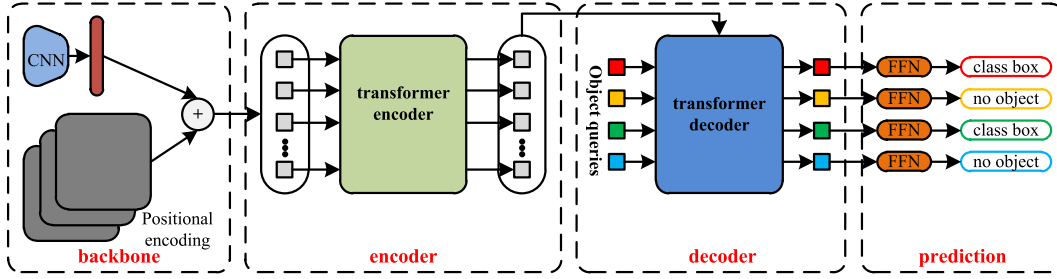 CNN
+
Positional
encoding
backbone
transformer
encoder
encoder
Object queries
transformer
decoder
decoder
FFN
class box
FFN
no object
FFN
class box
FFN
no object
prediction